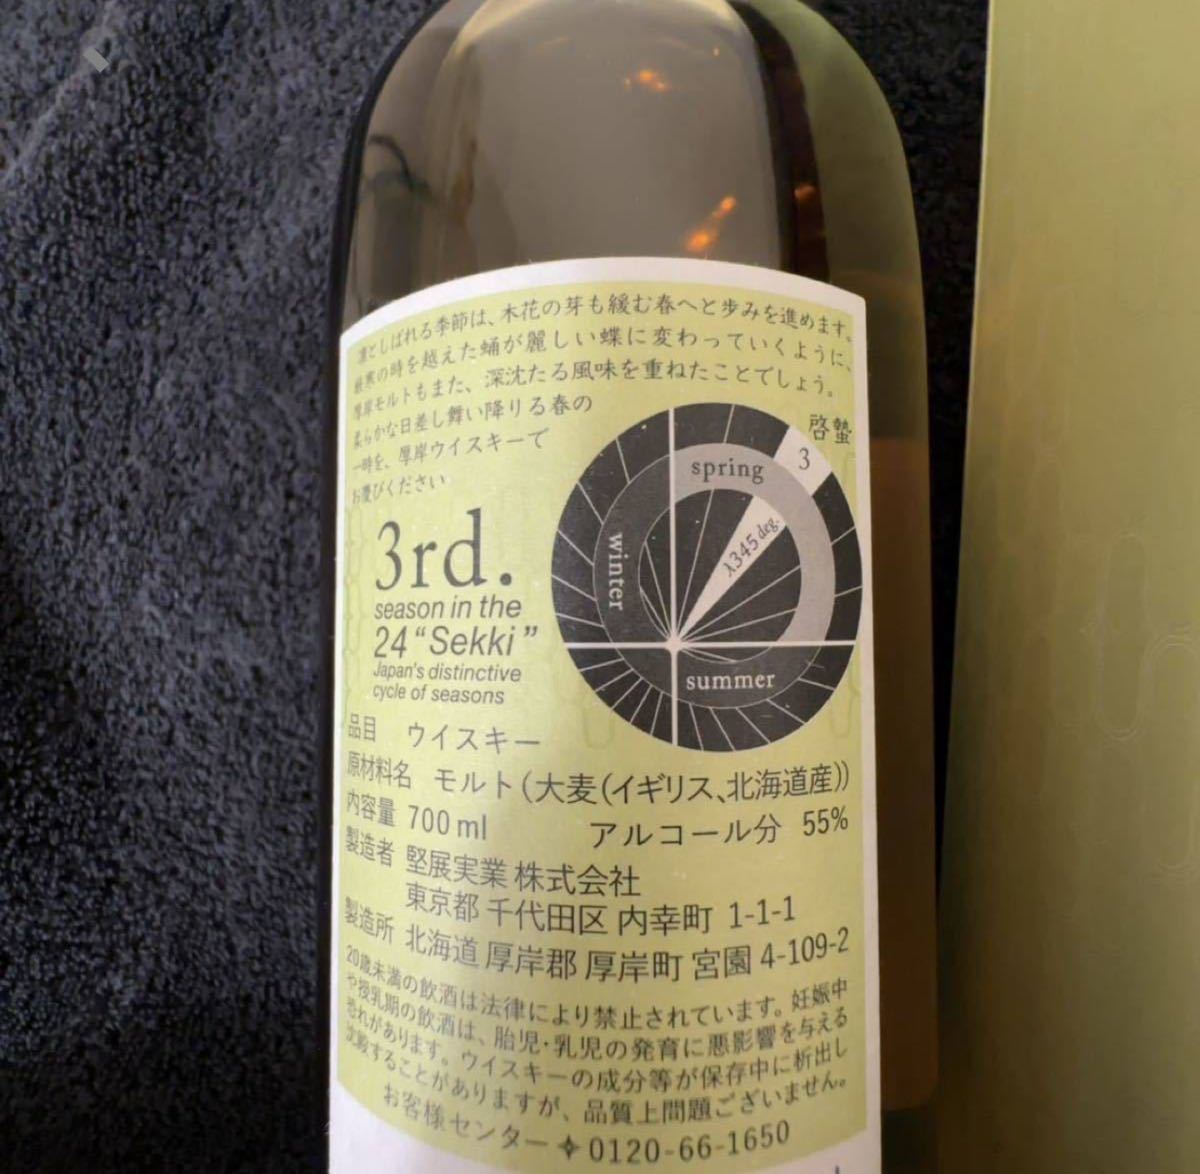 凛としばれる季節は、木花の芽も緩む春へと歩みを進めます。
厳寒の時を越えた蛹が麗しい蝶に変わっていくように、
厚岸モルトもまた、深沈たる風味を重ねたことでしょう。
柔らかな日差し舞い降りる春の
一時を、厚岸ウイスキーで
お慶びください
啓蟄
3
spring
λ345 deg.
winter
summer
3rd.
season in the
24 “Sekki”
Japan's distinctive
cycle of seasons
品目 ウイスキー
原材料名 モルト(大麦(イギリス、北海道産))
内容量 700 ml アルコール分 55%
製造者 堅展実業 株式会社
東京都 千代田区 内幸町 1-1-1
製造所 北海道 厚岸郡 厚岸町 宮園 4-109-2
20歳未満の飲酒は法律により禁止されています。妊娠中
や授乳期の飲酒は、胎児・乳児の発育に悪影響を与える
恐れがあります。ウイスキーの成分等が保存中に析出し
沈殿することがありますが、品質上問題ございません。
お客様センター 0120-66-1650